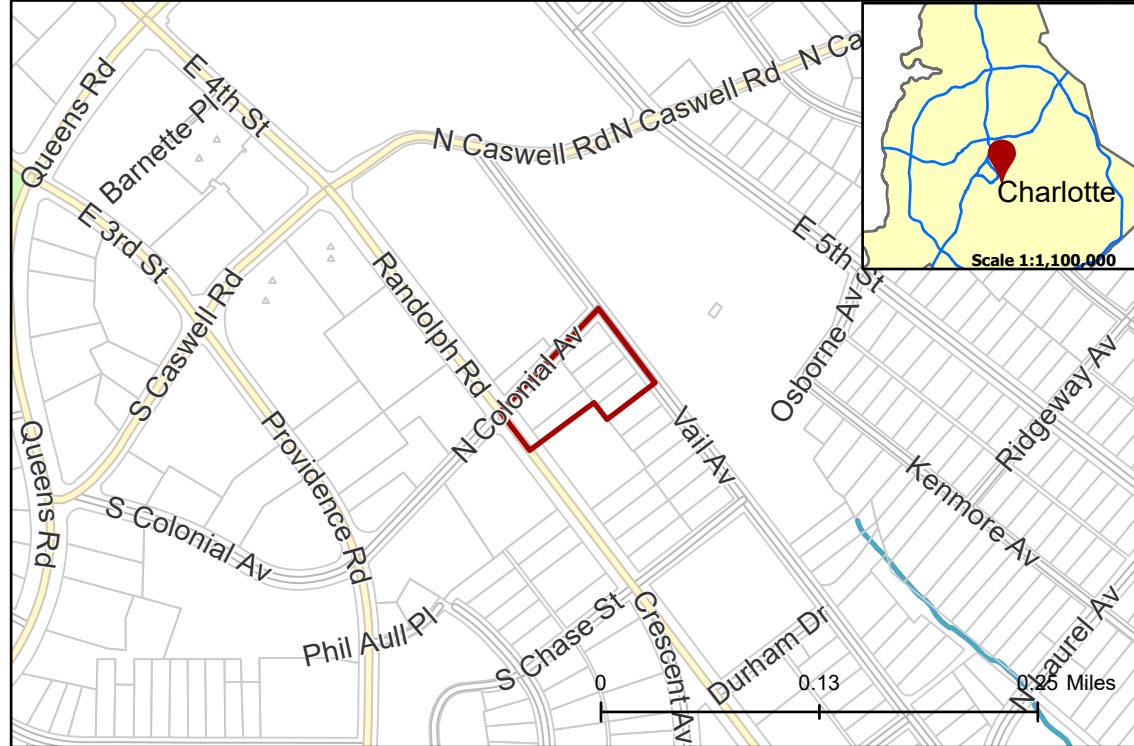 Queens Rd
E 4th St
Barnette Pl
E 3rd St
S Caswell Rd
N Caswell Rd
N Caswell Rd
N Ca
Charlotte
Scale 1:1,100,000
E 5th St
Osborne Av
Ridgeway Av
Randolph Rd
N Colonial Av
Vail Av
Kenmore Av
Queens Rd
Providence Rd
S Colonial Av
Phil Aull Pl
S Chase St
Crescent Av
Durham Dr
N Laurel Av
0
0.13
0.25 Miles